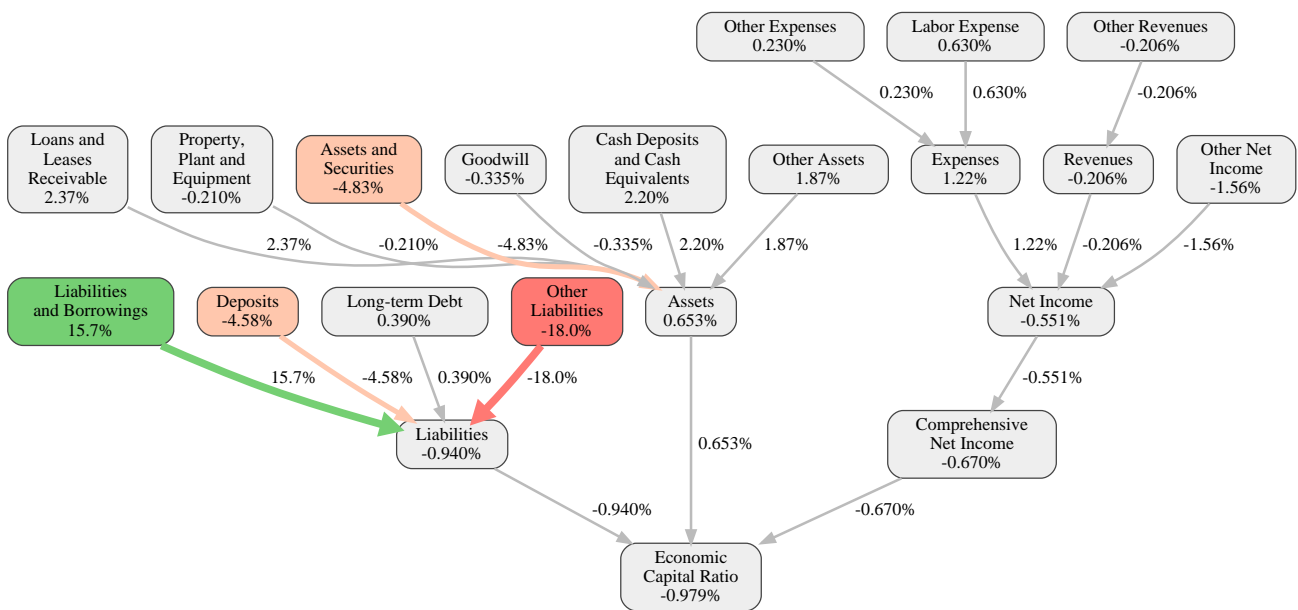 Other Expenses
0.230%
Labor Expense
0.630%
Other Revenues
-0.206%
0.230%
0.630%
-0.206%
Loans and
Leases
Receivable
2.37%
Property,
Plant and
Equipment
-0.210%
Assets and
Securities
-4.83%
Goodwill
-0.335%
Cash Deposits
and Cash
Equivalents
2.20%
Other Assets
1.87%
Expenses
1.22%
Revenues
-0.206%
Other Net
Income
-1.56%
2.37%
-0.210%
-4.83%
-0.335%
2.20%
1.87%
1.22%
-0.206%
-1.56%
Liabilities
and Borrowings
15.7%
Deposits
-4.58%
Long-term Debt
0.390%
Other
Liabilities
-18.0%
Assets
0.653%
Net Income
-0.551%
15.7%
-4.58%
0.390%
-18.0%
-0.551%
Liabilities
-0.940%
0.653%
Comprehensive
Net Income
-0.670%
-0.940%
-0.670%
Economic
Capital Ratio
-0.979%